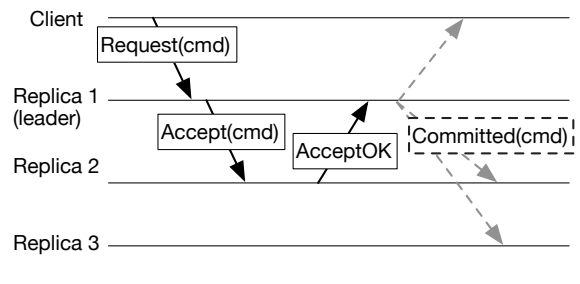 Client
Request(cmd)
Replica 1
(leader)
Accept(cmd)
Committed(cmd)
AcceptOK
Replica 2
Replica 3